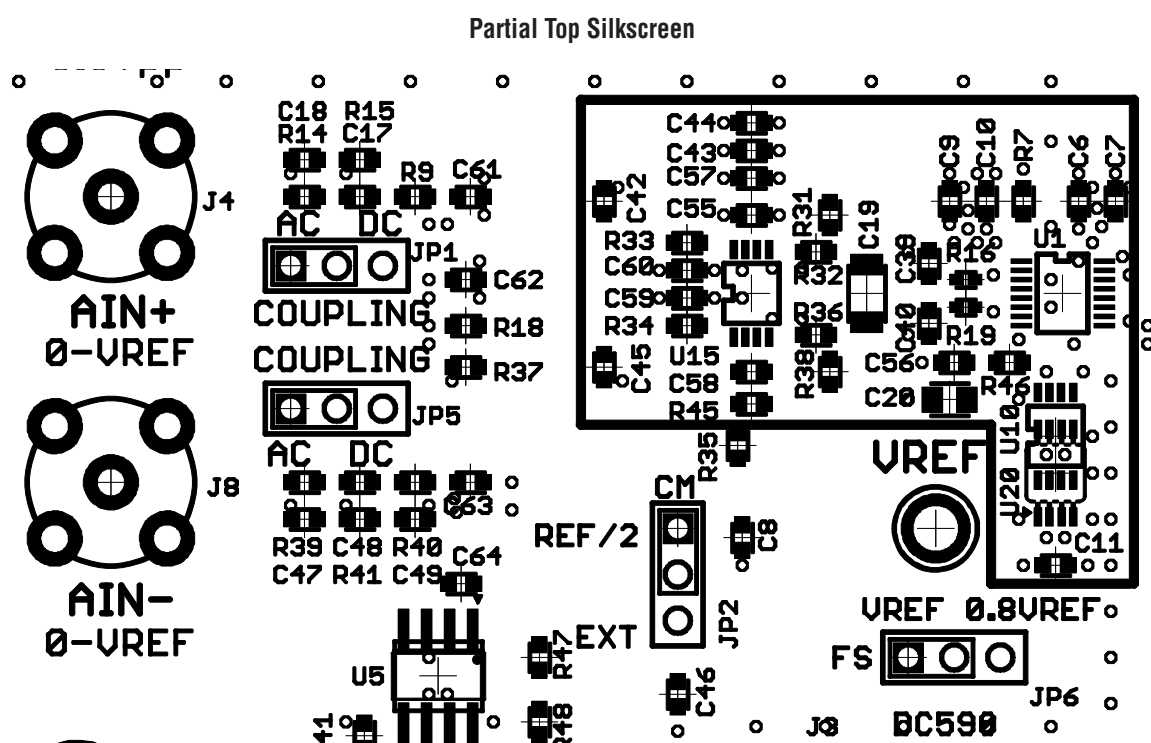 Partial Top Silkscreen
C18 R15
R14 C17
R9
C61
J4
AC DC
JP1
COUPLING
AIN+
0-VREF
C62
R18
R37
COUPLING
JP5
AC DC
J8
C63
R39 C48 R40
C47 R41 C49
C64
AIN-
0-VREF
U5
R47
R48
C44
C43
C57
C55
C42
R33
C60
C59
R34
C45
U15
C58
R45
R31
R32
C19
R36
R38
C39
C40
C9
C10
R7
C6
C7
U1
R16
R19
C56
R46
C20
U10
U20
C11
VREF
R35
CM
REF/2
C8
EXT
JP2
C46
VREF 0.8VREF
FS
JP6
J3
DC590